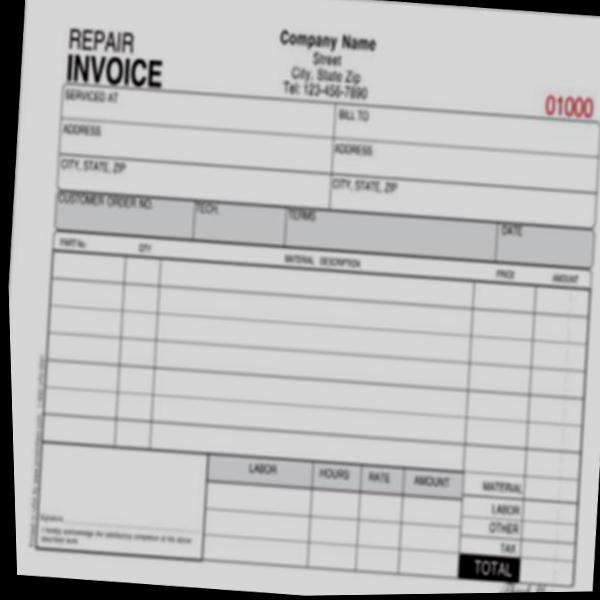 REPAIR
INVOICE
Company Name
Street
City, State Zip
Tel: 123-456-7890
01000
SERVICED AT
BILL TO
ADDRESS
ADDRESS
CITY, STATE, ZIP
CITY, STATE, ZIP
CUSTOMER ORDER NO. TECH. TERMS DATE
PART No. QTY MATERIAL DESCRIPTION PRICE AMOUNT
LABOR HOURS RATE AMOUNT
MATERIAL
LABOR
OTHER
TAX
TOTAL
Signature
I hereby acknowledge the satisfactory completion of the above
described work